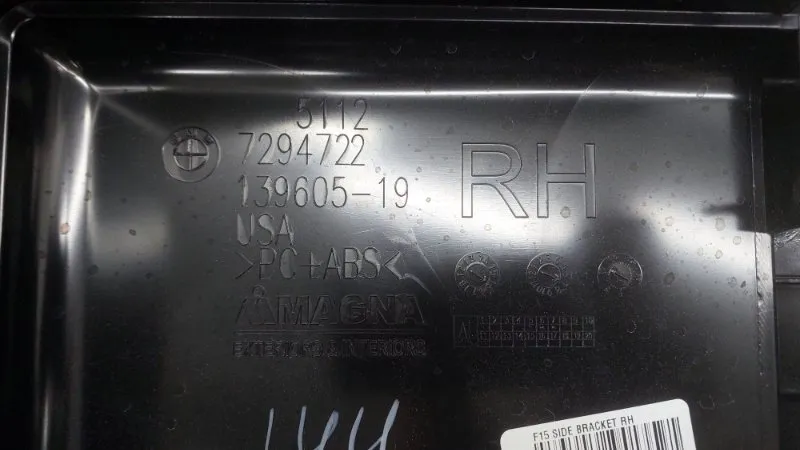 5112
7294722
RH
139605-19
USA
>PC+ABS<
MAGNA
EXTERIORS & INTERIORS
F15 SIDE BRACKET RH